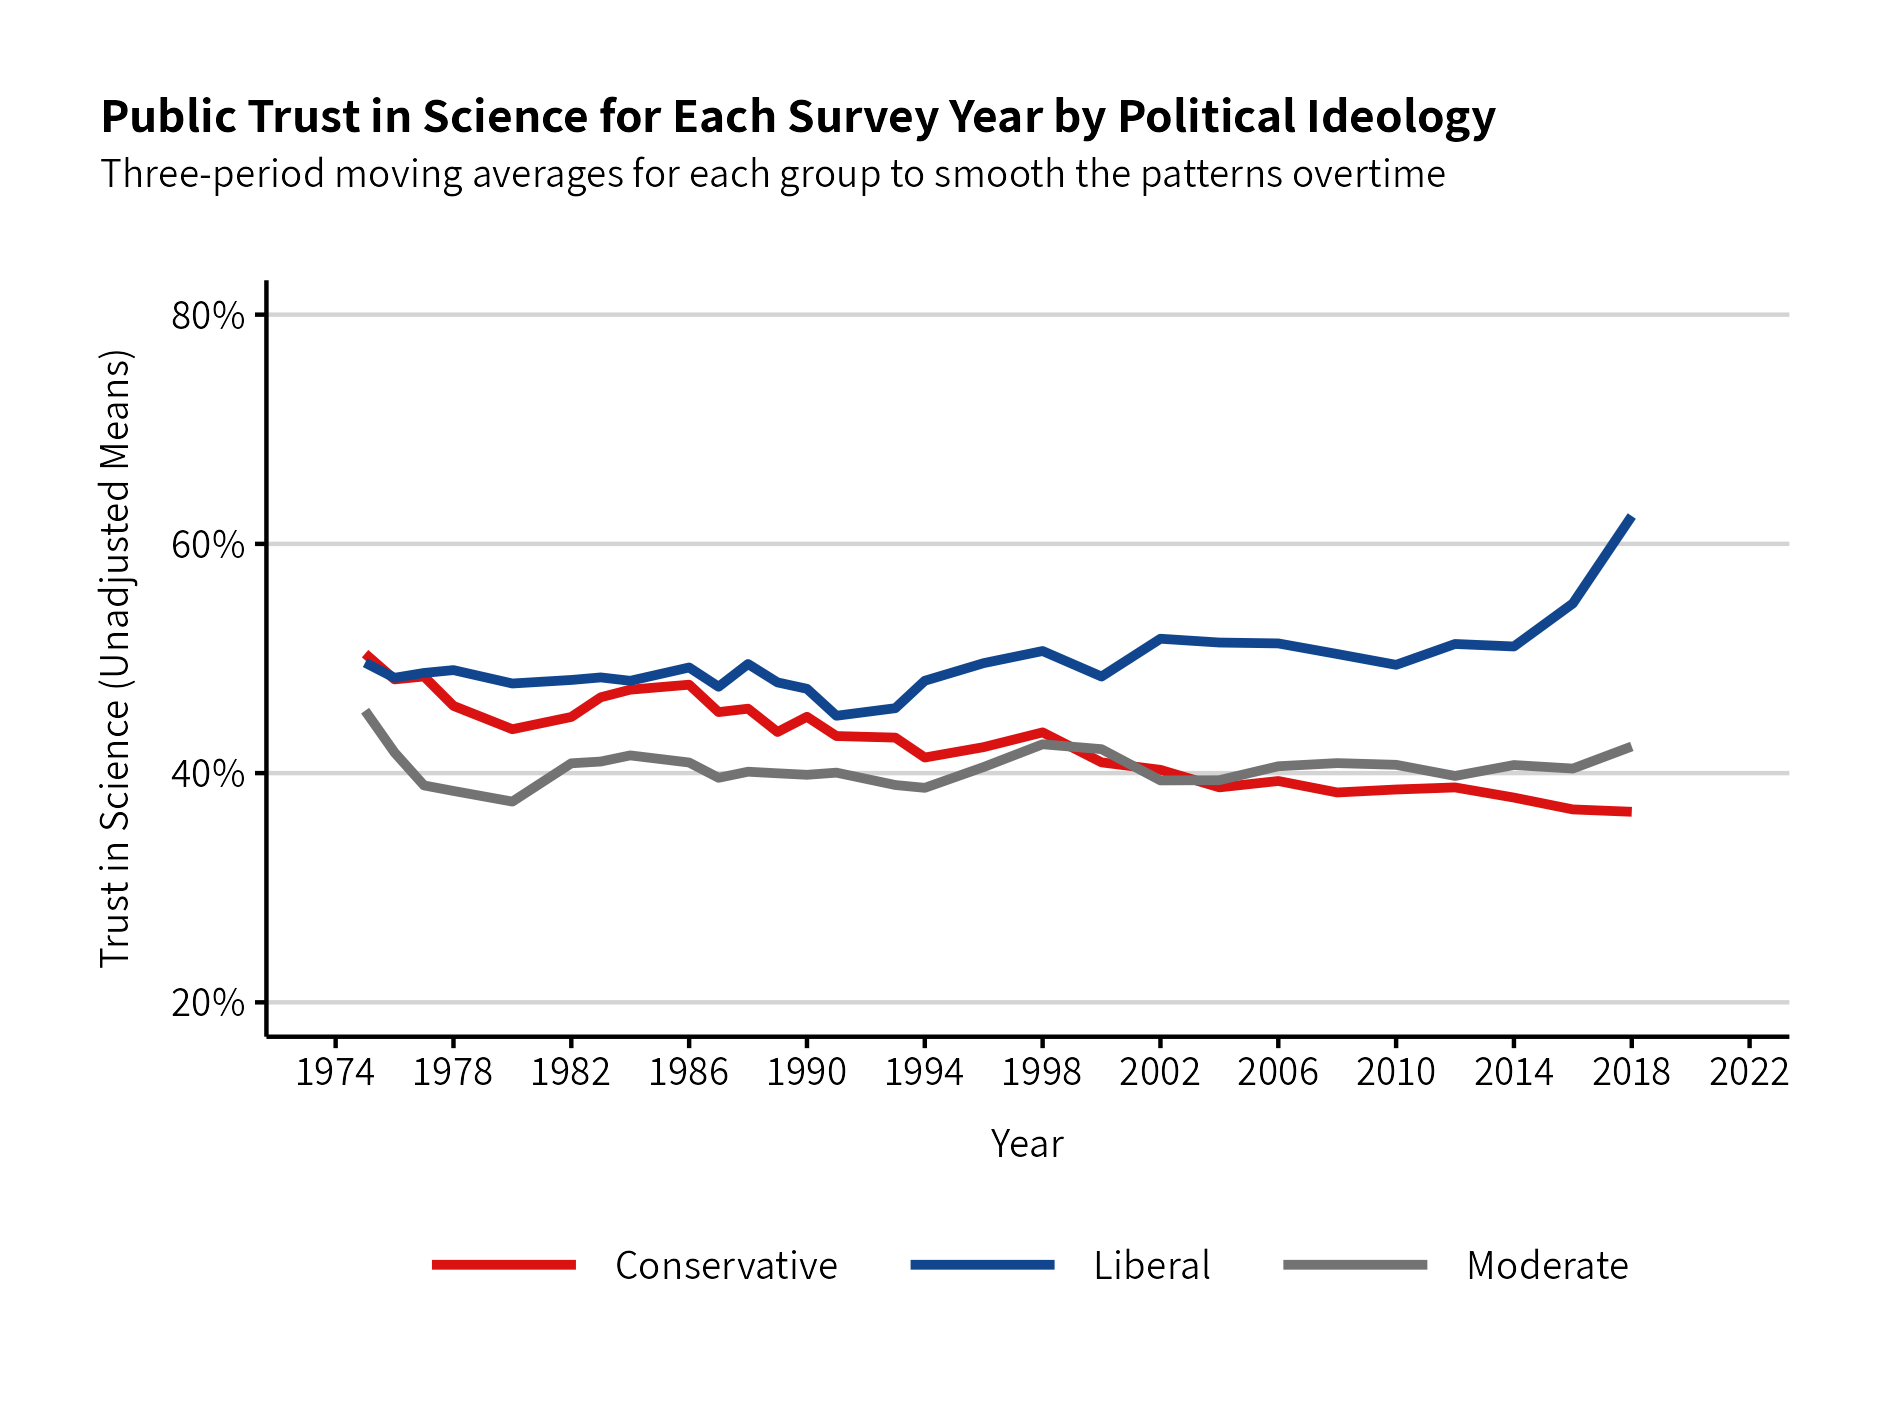 Public Trust in Science for Each Survey Year by Political Ideology
Three-period moving averages for each group to smooth the patterns overtime
Trust in Science (Unadjusted Means)
80%
60%
40%
20%
1974 1978 1982 1986 1990 1994 1998 2002 2006 2010 2014 2018 2022
Year
Conservative Liberal Moderate